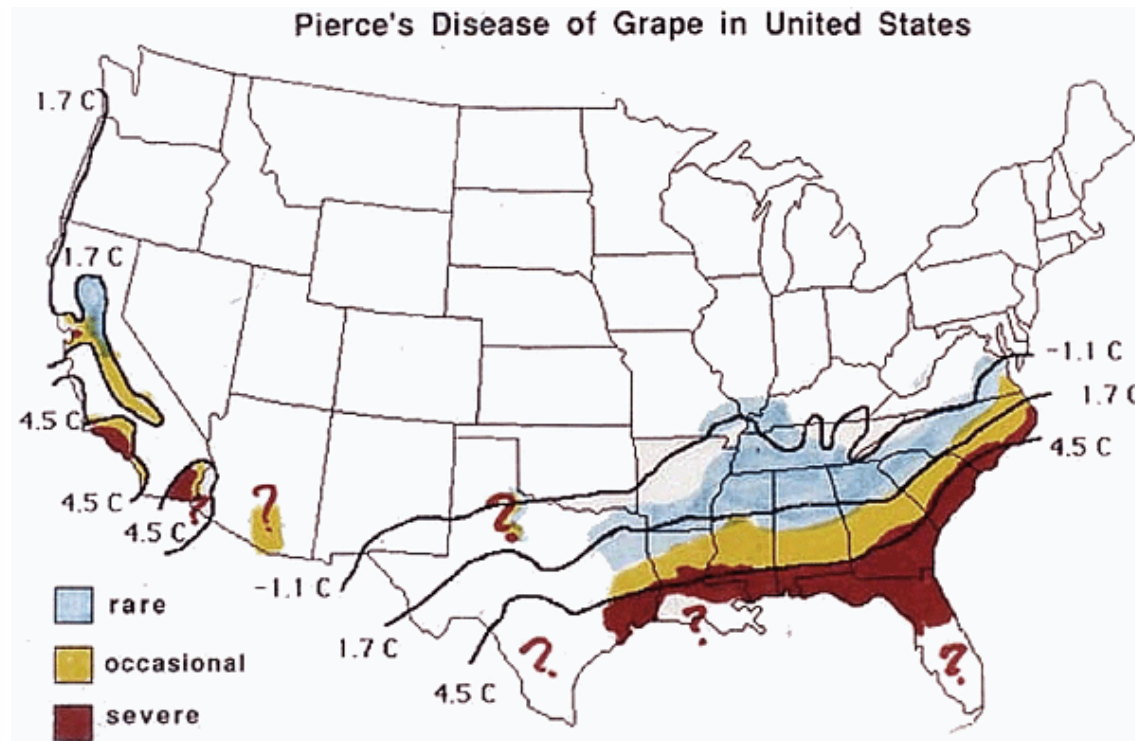 Pierce's Disease of Grape in United States
1.7 C
1.7 C
-1.1 C
1.7 C
4.5 C
4.5 C
?
?
4.5 C
4.5 C
?
-1.1 C
?
?
?
1.7 C
4.5 C
rare
occasional
severe